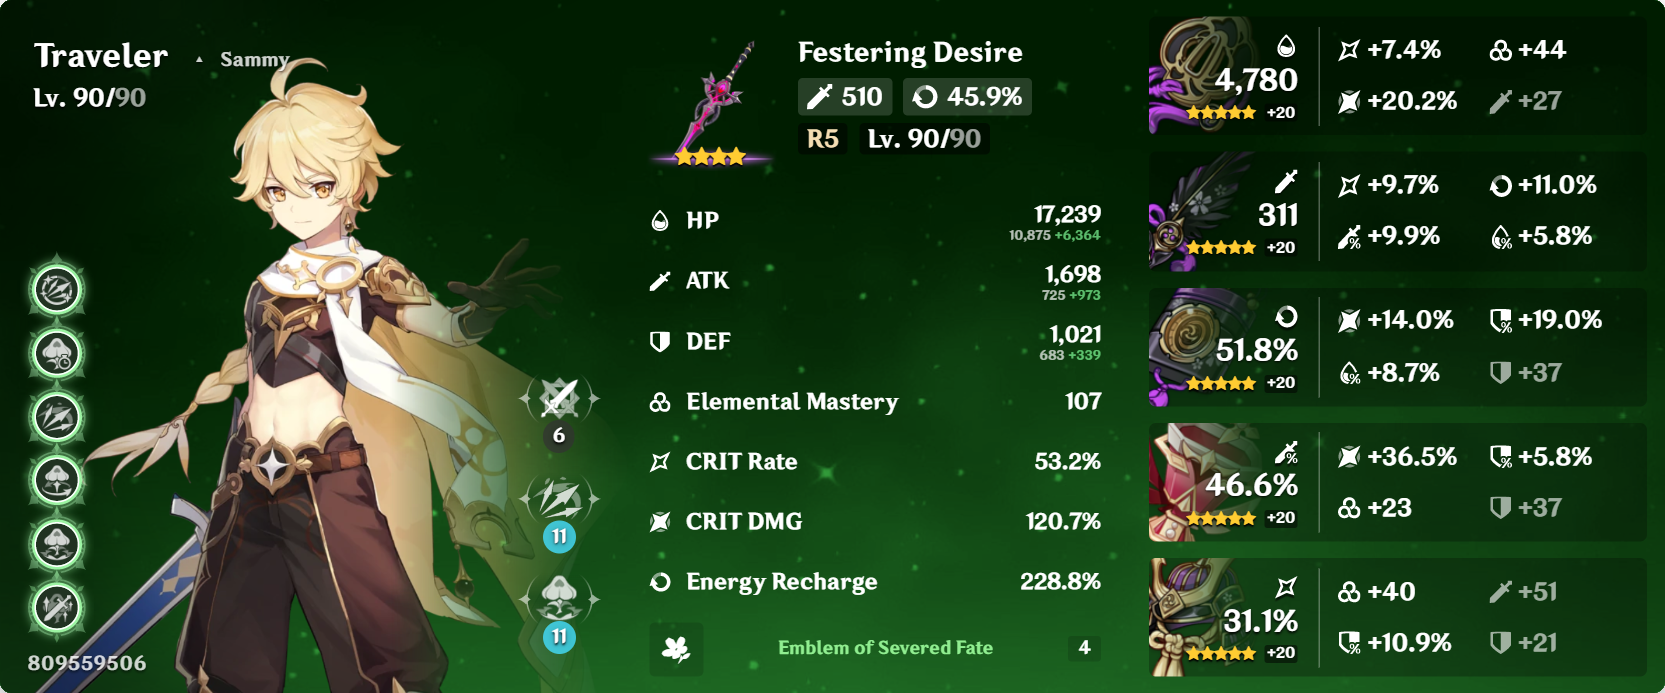 Traveler • Sammy
Lv. 90/90
6
11
11
809559506
Festering Desire
510 45.9%
R5 Lv. 90/90
HP 17,239
10,875 +6,364
ATK 1,698
725 +973
DEF 1,021
683 +339
Elemental Mastery 107
CRIT Rate 53.2%
CRIT DMG 120.7%
Energy Recharge 228.8%
Emblem of Severed Fate 4
4,780
+20
+7.4% +44
+20.2% +27
311
+20
+9.7% +11.0%
+9.9% +5.8%
51.8%
+20
+14.0% +19.0%
+8.7% +37
46.6%
+20
+36.5% +5.8%
+23 +37
31.1%
+20
+40 +51
+10.9% +21